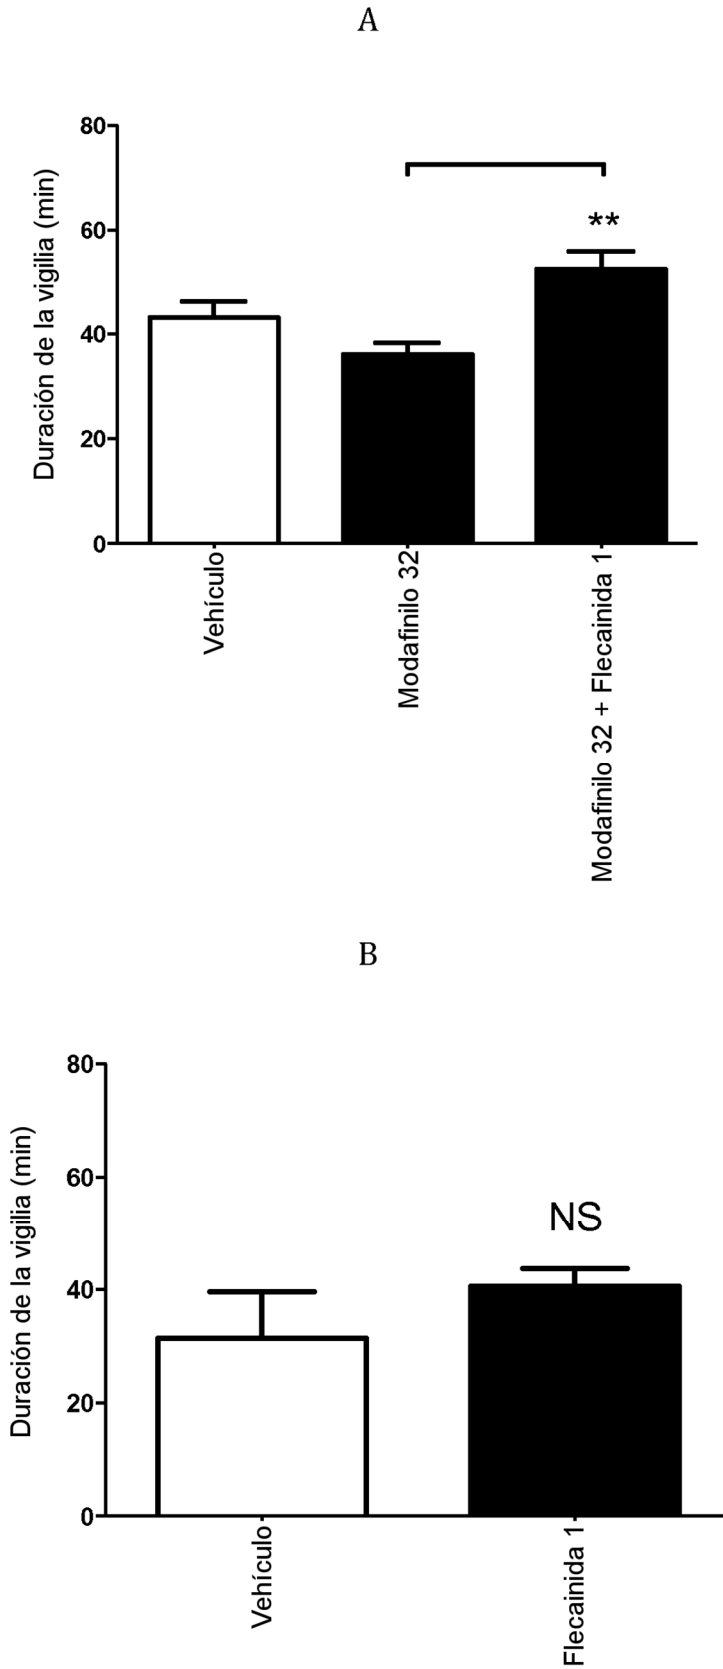 A
Duración de la vigilia (min)
80
60
40
20
0
**
Vehículo
Modafinilo 32
Modafinilo 32 + Flecainida 1
B
Duración de la vigilia (min)
80
60
40
20
0
NS
Vehículo
Flecainida 1